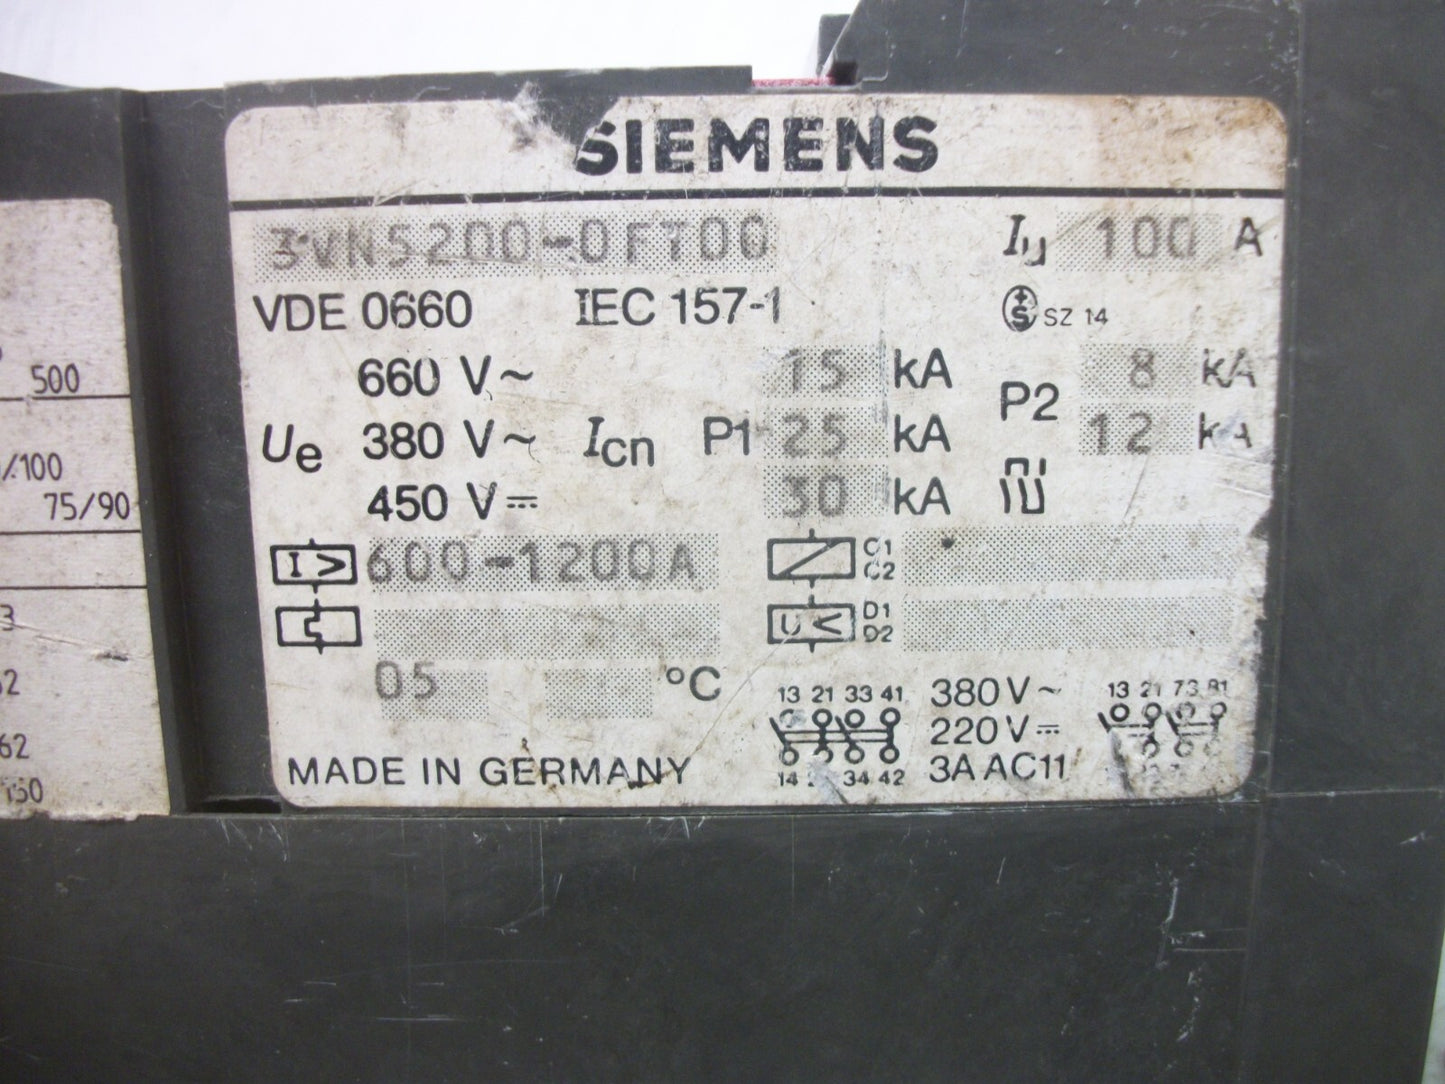 SIEMENS
3VN5200-0FT00 Iu 100 A
VDE 0660 IEC 157-1 +S SZ 14
660 V~ 15 kA 8 kA
Ue 380 V~ Icn P1 25 kA P2 12 kA
450 V⎓ 30 kA
I> 600-1200A C1
C2
U< D1
D2
05 °C
13 21 33 41 380V~ 13 21 73 81
220V⎓
14 34 42 3A AC11
MADE IN GERMANY
500
/100
75/90
3
62
62
150